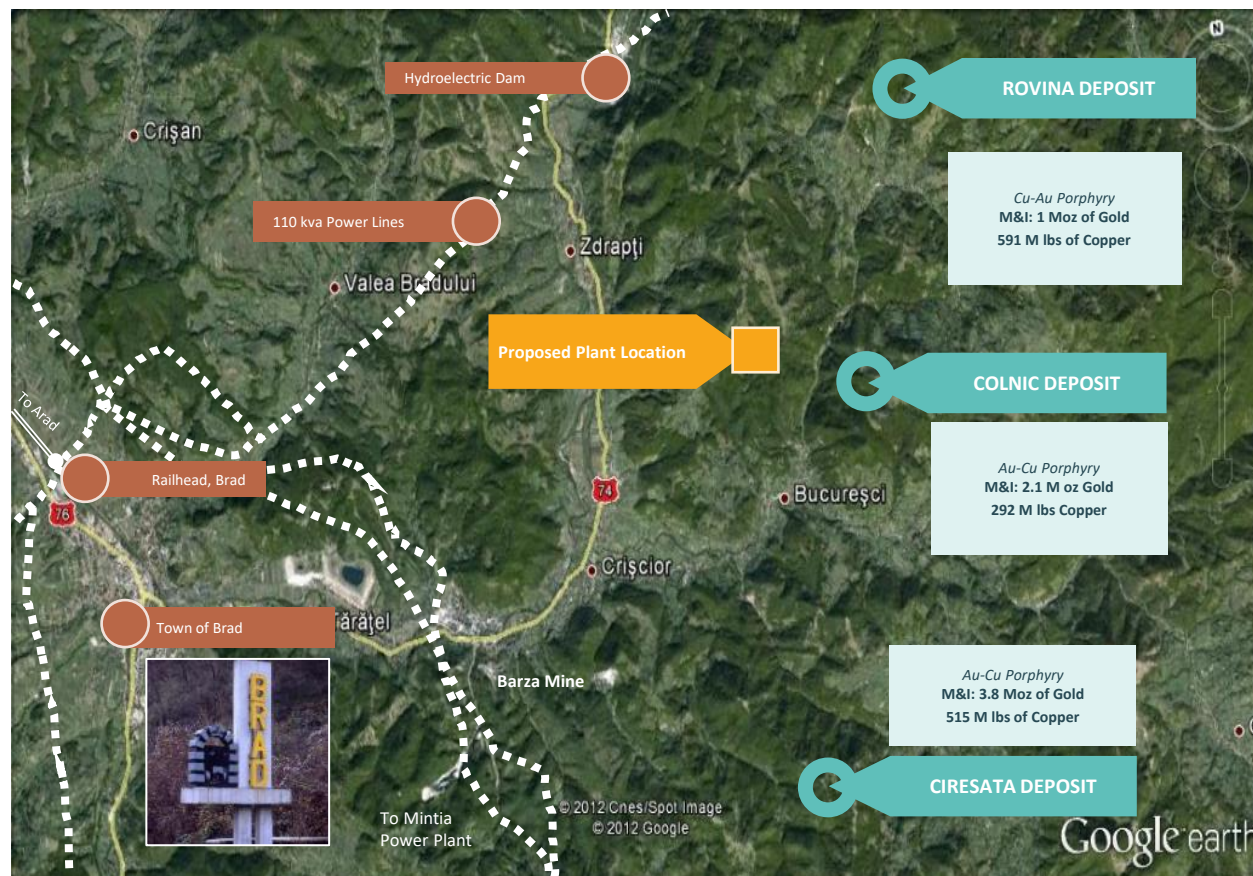 N
Hydroelectric Dam
ROVINA DEPOSIT
Crişan
Cu-Au Porphyry
M&I: 1 Moz of Gold
591 M lbs of Copper
110 kva Power Lines
Zdrapţi
Valea Bradului
Proposed Plant Location
COLNIC DEPOSIT
To Arad
Au-Cu Porphyry
M&I: 2.1 M oz Gold
292 M lbs Copper
Railhead, Brad
74
Bucureşci
76
Crişcior
Town of Brad
Ţărăţel
BRAD
Barza Mine
Au-Cu Porphyry
M&I: 3.8 Moz of Gold
515 M lbs of Copper
CIRESATA DEPOSIT
To Mintia
Power Plant
© 2012 Cnes/Spot Image
© 2012 Google
Google earth